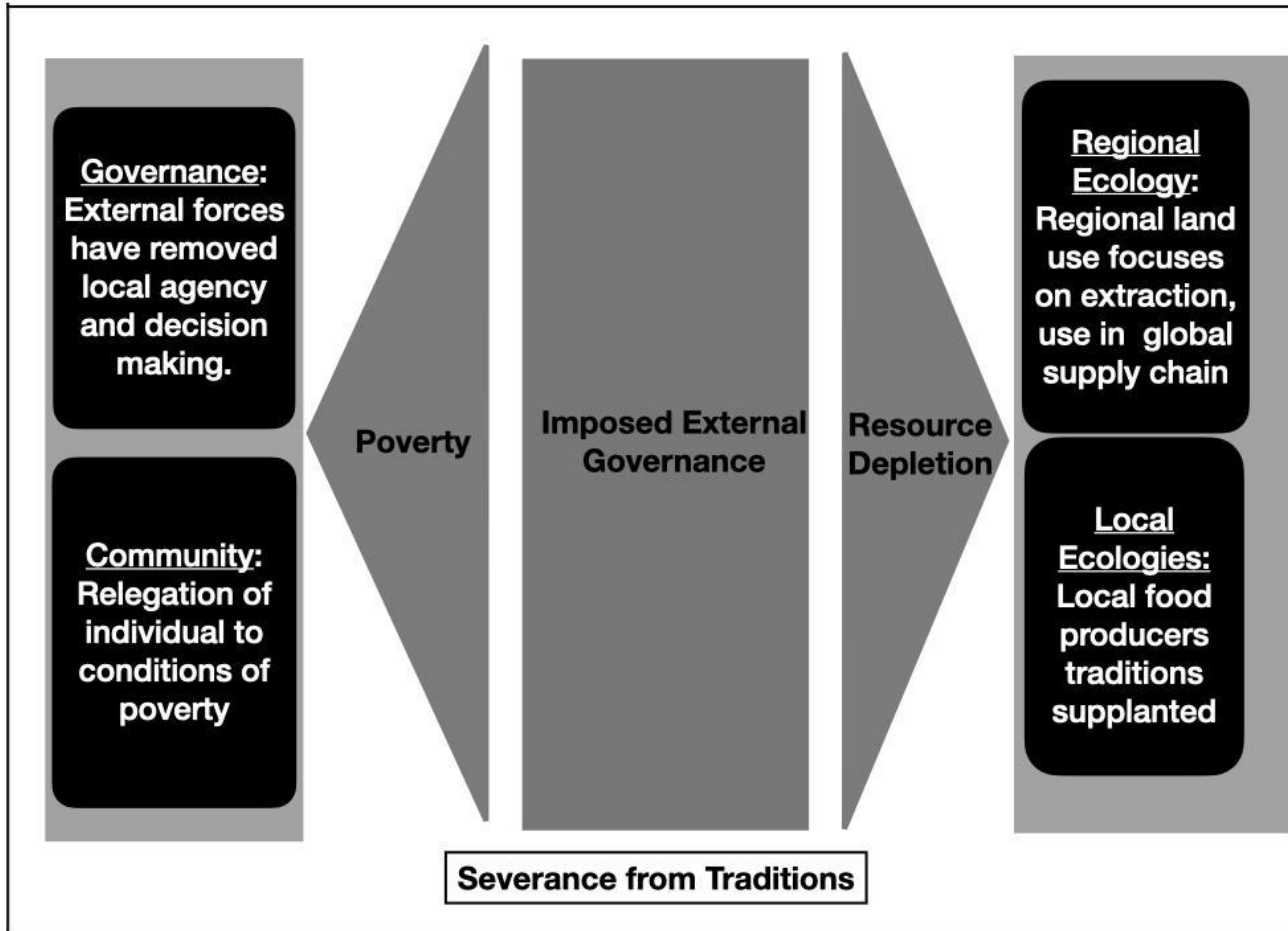 Governance:
External forces
have removed
local agency
and decision
making.
Community:
Relegation of
individual to
conditions of
poverty
Poverty
Imposed External
Governance
Resource
Depletion
Regional
Ecology:
Regional land
use focuses
on extraction,
use in  global
supply chain
Local
Ecologies:
Local food
producers
traditions
supplanted
Severance from Traditions